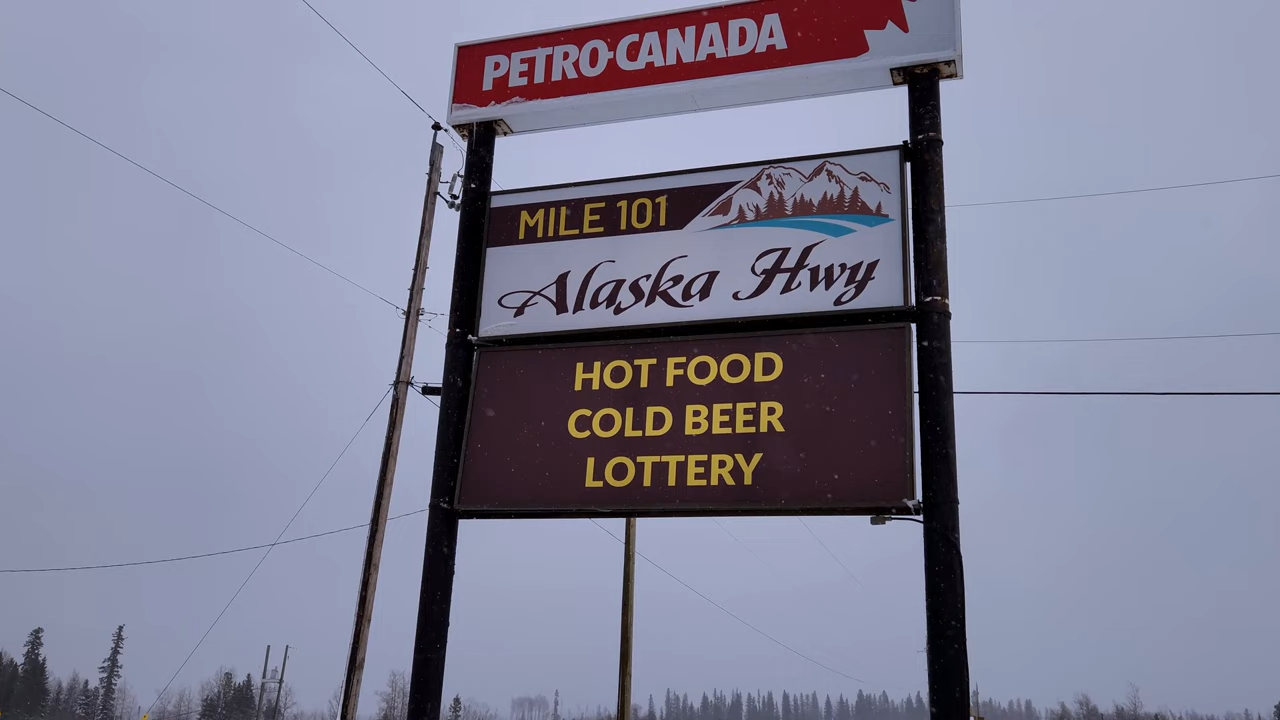 PETRO-CANADA
MILE 101
Alaska Hwy
HOT FOOD
COLD BEER
LOTTERY